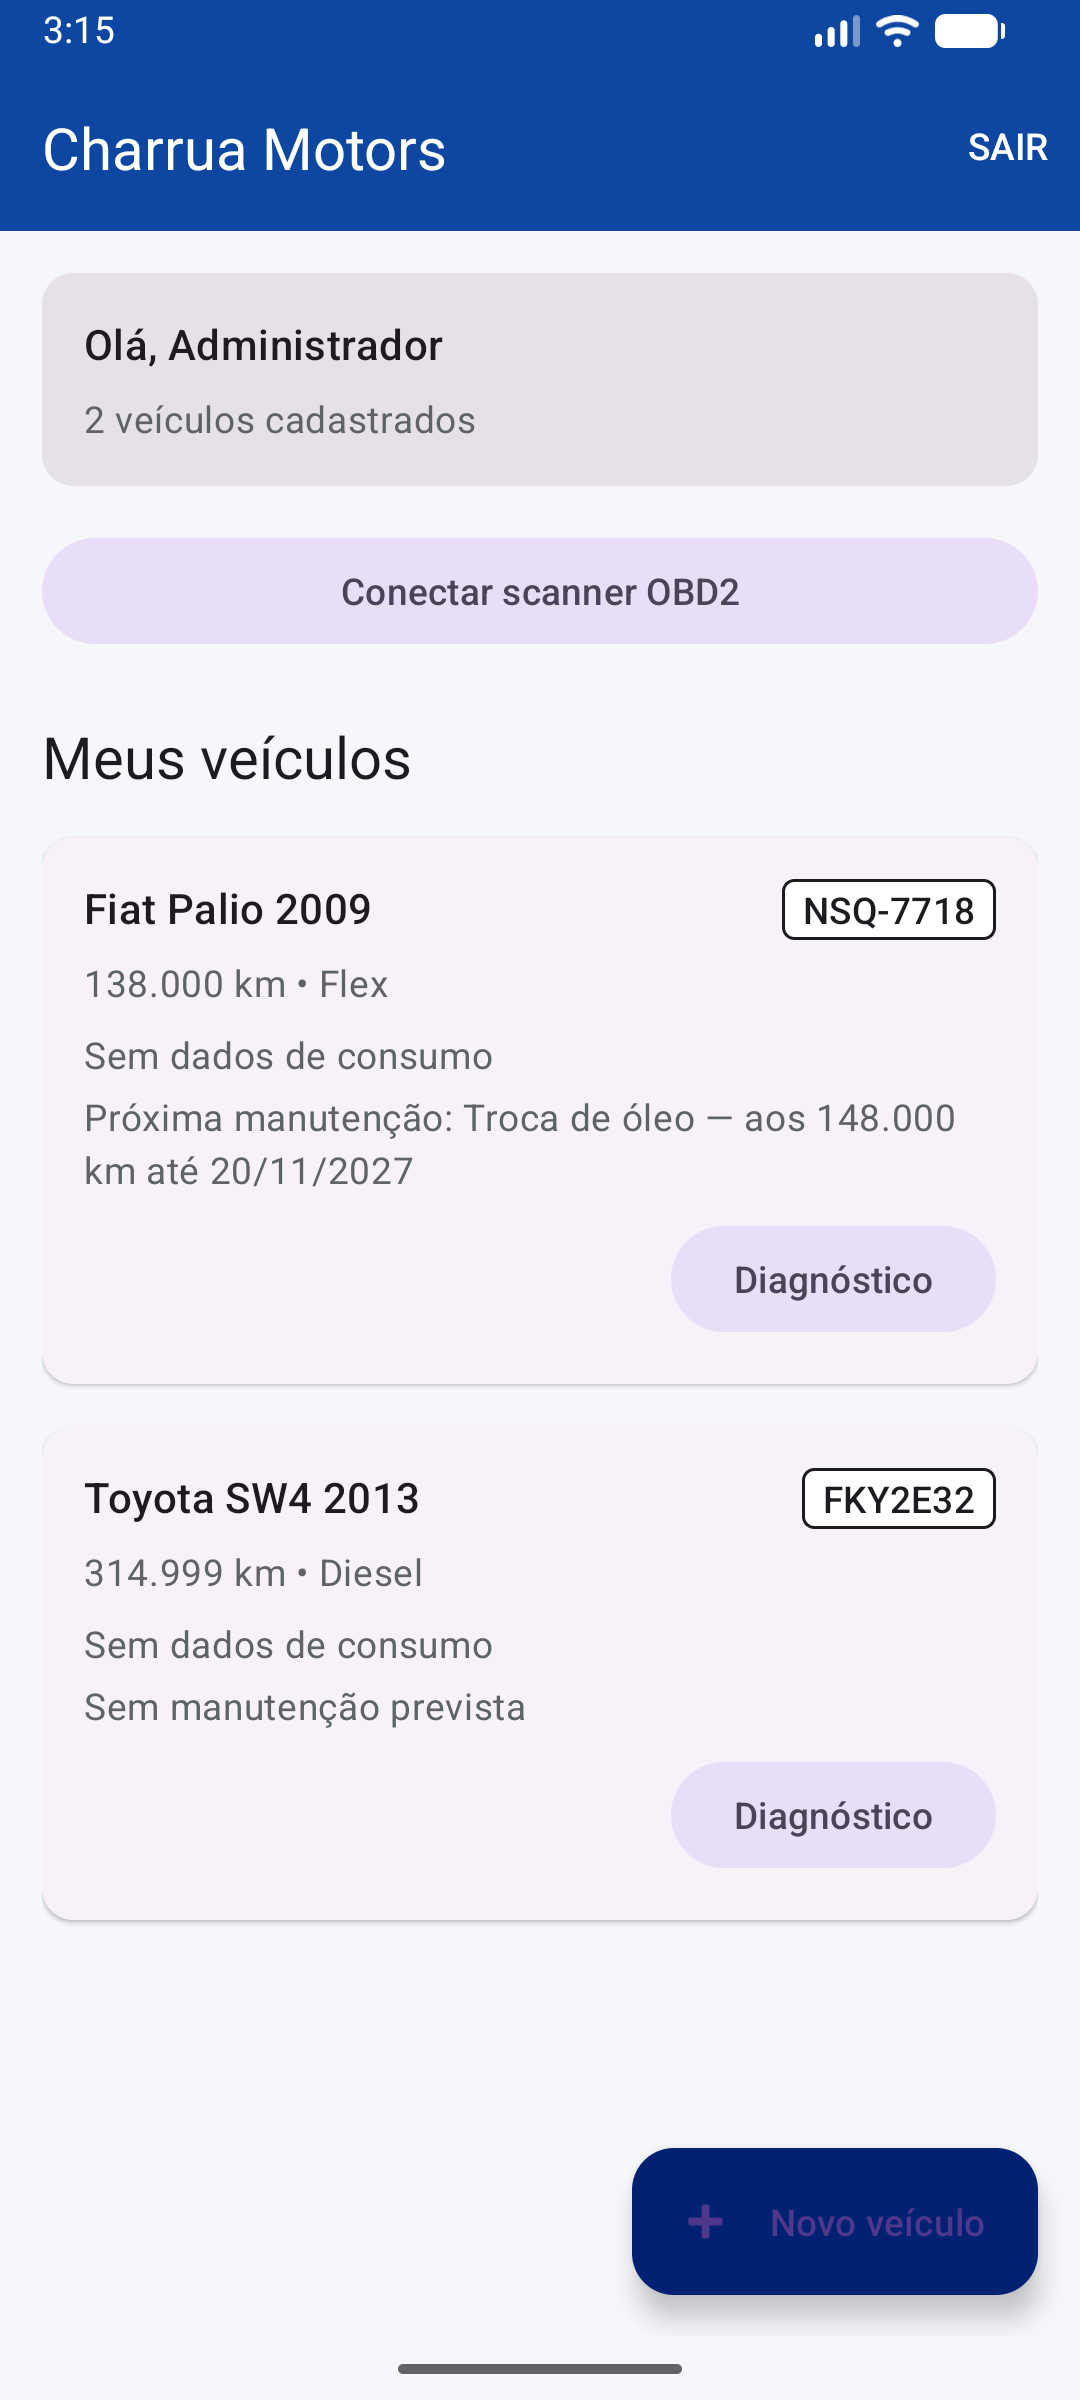 3:15
Charrua Motors
SAIR
Olá, Administrador
2 veículos cadastrados
Conectar scanner OBD2
Meus veículos
Fiat Palio 2009
NSQ-7718
138.000 km • Flex
Sem dados de consumo
Próxima manutenção: Troca de óleo — aos 148.000
km até 20/11/2027
Diagnóstico
Toyota SW4 2013
FKY2E32
314.999 km • Diesel
Sem dados de consumo
Sem manutenção prevista
Diagnóstico
Novo veículo